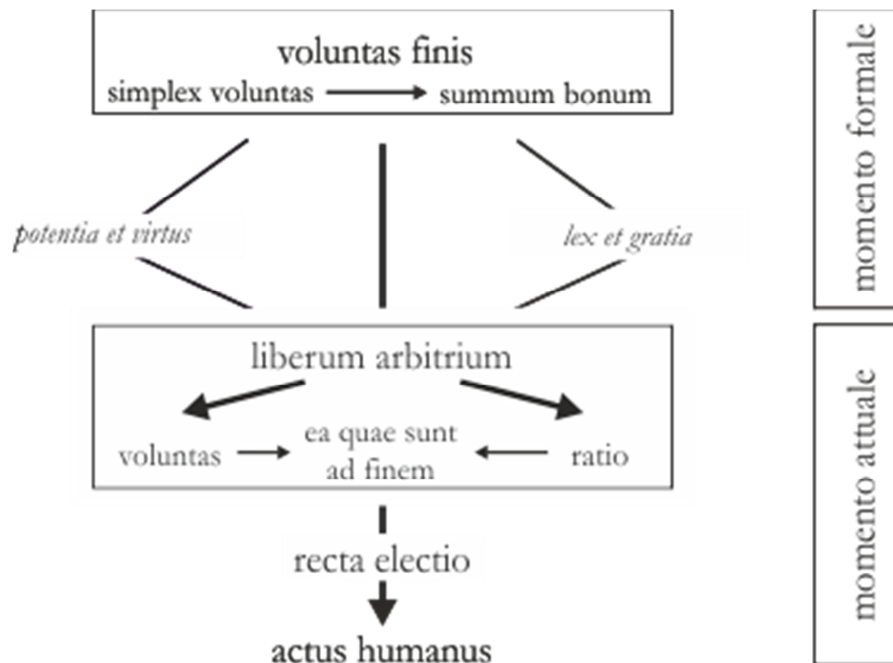 voluntas finis
simplex voluntas summum bonum
potentia et virtus
lex et gratia
momento formale
liberum arbitrium
voluntas
ea quae sunt
ad finem
ratio
recta electio
actus humanus
momento attuale